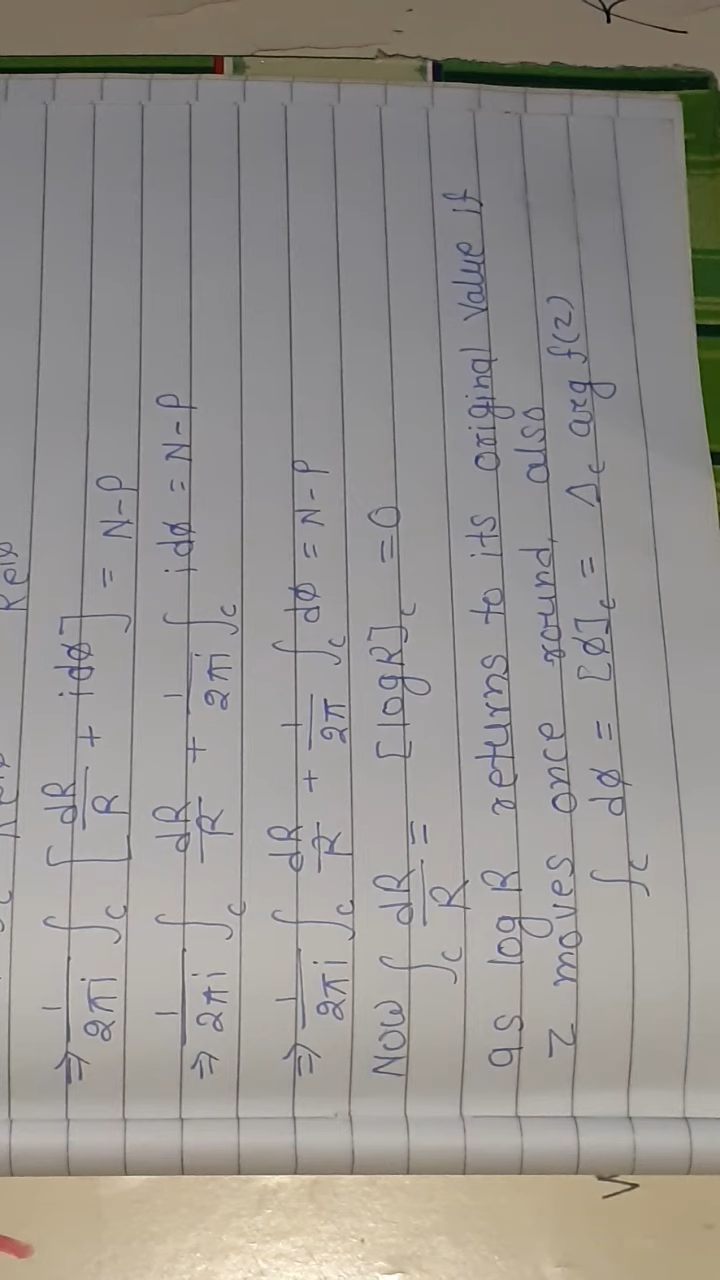 Re^iφ
⇒ 1/2πi ∫_C [dR/R + idφ] = N-P
⇒ 1/2πi ∫_C dR/R + 1/2πi ∫_C idφ = N-P
⇒ 1/2πi ∫_C dR/R + 1/2π ∫_C dφ = N-P
Now ∫_C dR/R = [log R]_C = 0
as log R returns to its original value if
z moves once round, also
∫_C dφ = [φ]_C = Δ_C arg f(z)